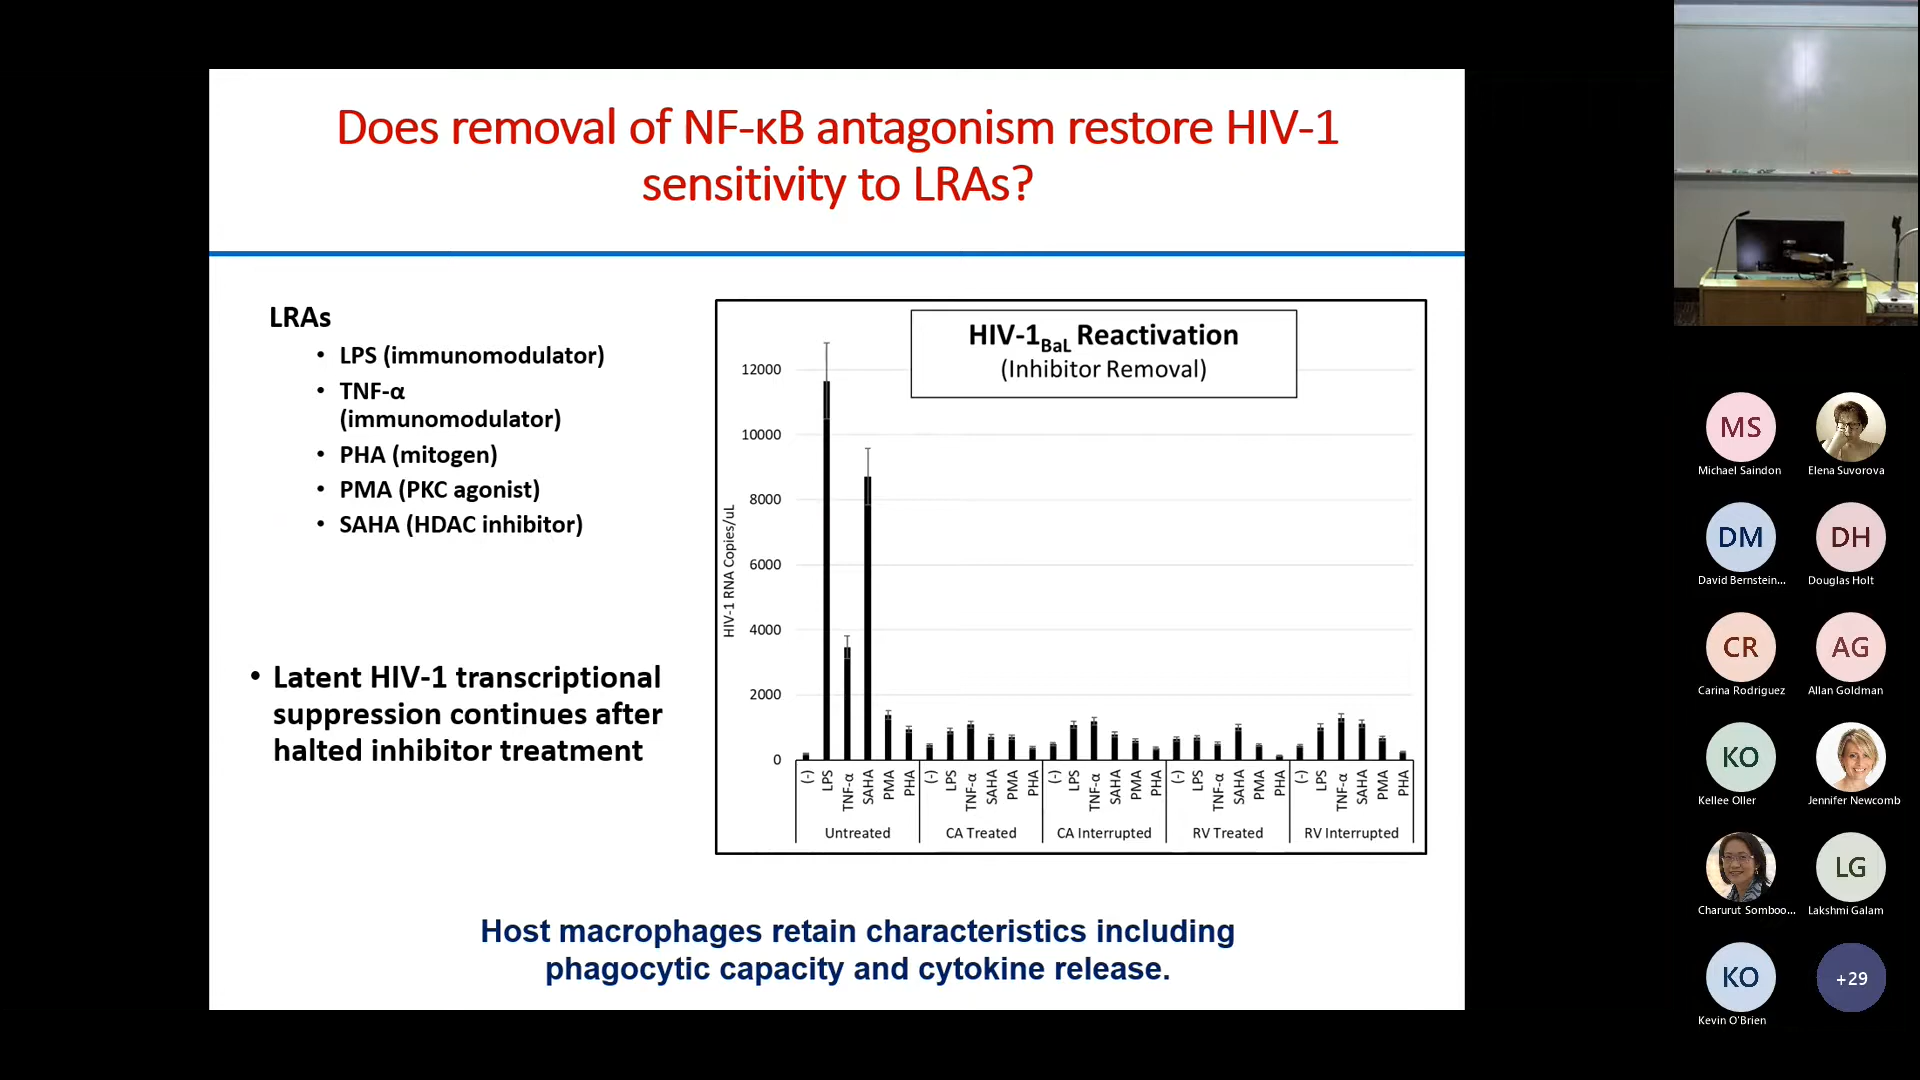 Does removal of NF-κB antagonism restore HIV-1
sensitivity to LRAs?
LRAs
• LPS (immunomodulator)
• TNF-α
(immunomodulator)
• PHA (mitogen)
• PMA (PKC agonist)
• SAHA (HDAC inhibitor)
• Latent HIV-1 transcriptional
suppression continues after
halted inhibitor treatment
HIV-1BaL Reactivation
(Inhibitor Removal)
HIV-1 RNA Copies/uL
12000
10000
8000
6000
4000
2000
0
(-) LPS TNF-α SAHA PMA PHA (-) LPS TNF-α SAHA PMA PHA (-) LPS TNF-α SAHA PMA PHA (-) LPS TNF-α SAHA PMA PHA (-) LPS TNF-α SAHA PMA PHA
Untreated CA Treated CA Interrupted RV Treated RV Interrupted
Host macrophages retain characteristics including
phagocytic capacity and cytokine release.
MS
Michael Saindon Elena Suvorova
DM DH
David Bernstein... Douglas Holt
CR AG
Carina Rodriguez Allan Goldman
KO
Kellee Oller Jennifer Newcomb
LG
Charurut Somboo... Lakshmi Galam
KO +29
Kevin O'Brien